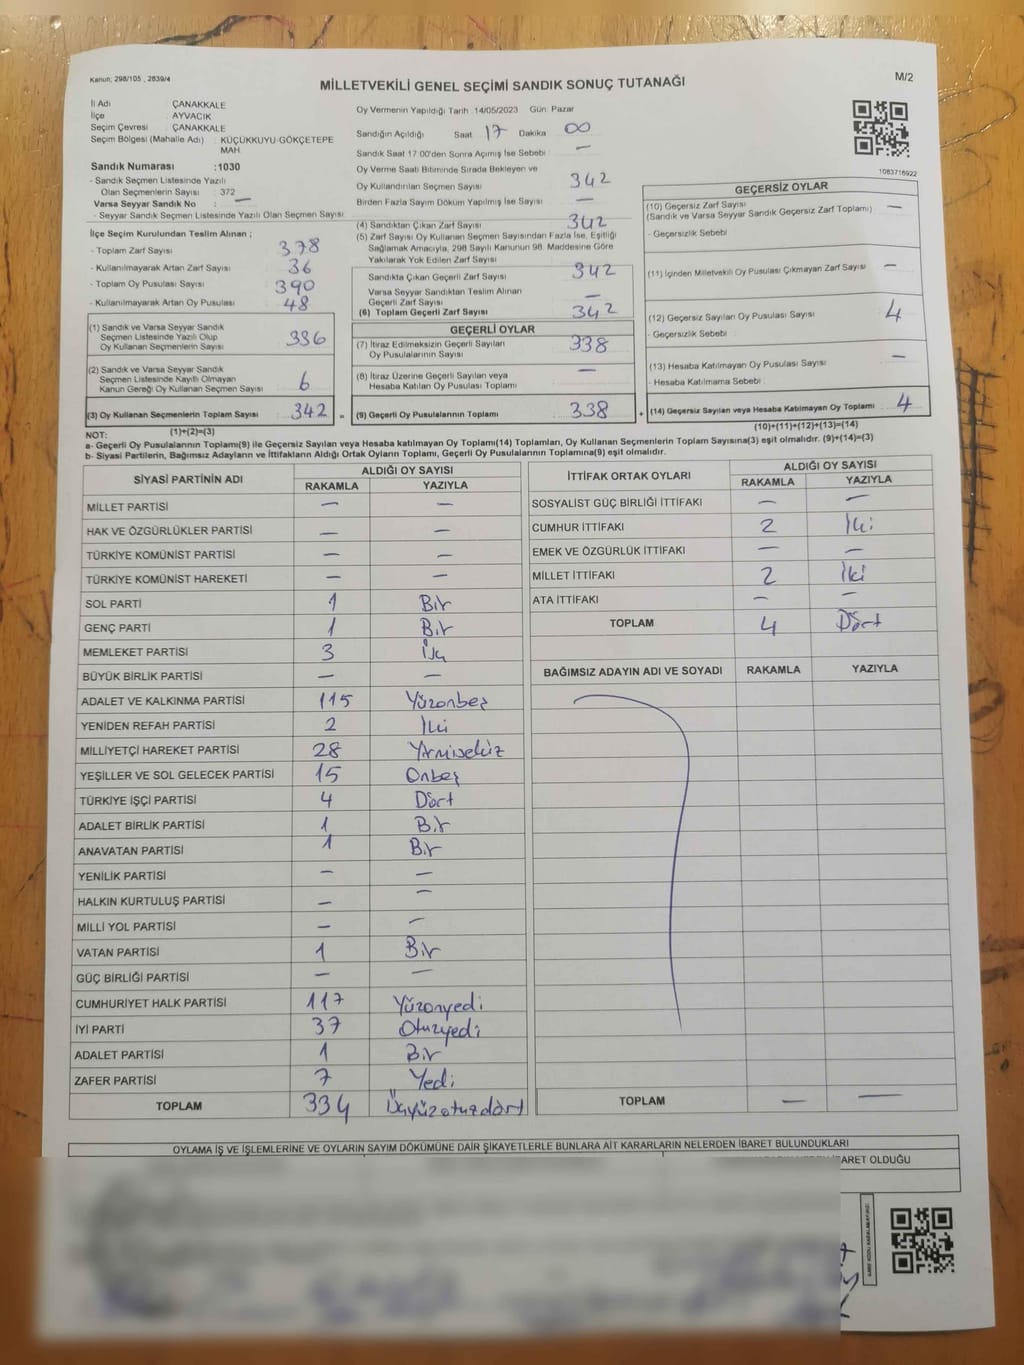 Kanun; 298/105 , 2839/4
MİLLETVEKİLİ GENEL SEÇİMİ SANDIK SONUÇ TUTANAĞI
M/2
İl Adı ÇANAKKALE
İlçe AYVACIK
Seçim Çevresi : ÇANAKKALE
Seçim Bölgesi (Mahalle Adı) : KÜÇÜKKUYU-GÖKÇETEPE MAH
Sandık Numarası :1030
- Sandık Seçmen Listesinde Yazılı
Olan Seçmenlerin Sayısı : 372
Varsa Seyyar Sandık No : —
- Seyyar Sandık Seçmen Listesinde Yazılı Olan Seçmen Sayısı:
İlçe Seçim Kurulundan Teslim Alınan ;
- Toplam Zarf Sayısı 378
- Kullanılmayarak Artan Zarf Sayısı 36
- Toplam Oy Pusulası Sayısı 390
- Kullanılmayarak Artan Oy Pusulası 48
(1) Sandık ve Varsa Seyyar Sandık
Seçmen Listesinde Yazılı Olup
Oy Kullanan Seçmenlerin Sayısı 336
(2) Sandık ve Varsa Seyyar Sandık
Seçmen Listesinde Kayıtlı Olmayan
Kanun Gereği Oy Kullanan Seçmen Sayısı 6
(3) Oy Kullanan Seçmenlerin Toplam Sayısı 342 =
(1)+(2)=(3)
Oy Vermenin Yapıldığı Tarih :14/05/2023 Gün: Pazar
Sandığın Açıldığı Saat 17 Dakika 00
Sandık Saat 17:00'den Sonra Açımış İse Sebebi : —
Oy Verme Saati Bitiminde Sırada Bekleyen ve
Oy Kullandırılan Seçmen Sayısı 342
Birden Fazla Sayım Döküm Yapılmış İse Sayısı —
(4) Sandıktan Çıkan Zarf Sayısı 342
(5) Zarf Sayısı Oy Kullanan Seçmen Sayısından Fazla İse, Eşitliği
Sağlamak Amacıyla, 298 Sayılı Kanunun 98. Maddesine Göre
Yakılarak Yok Edilen Zarf Sayısı
Sandıkta Çıkan Geçerli Zarf Sayısı 342
Varsa Seyyar Sandıktan Teslim Alınan
Geçerli Zarf Sayısı —
(6) Toplam Geçerli Zarf Sayısı 342
GEÇERLİ OYLAR
(7) İtiraz Edilmeksizin Geçerli Sayılan
Oy Pusulalarının Sayısı 338
(8) İtiraz Üzerine Geçerli Sayılan veya
Hesaba Katılan Oy Pusulası Toplamı —
(9) Geçerli Oy Pusulalarının Toplamı 338 +
1083716922
GEÇERSİZ OYLAR
(10) Geçersiz Zarf Sayısı
(Sandık ve Varsa Seyyar Sandık Geçersiz Zarf Toplamı) —
- Geçersizlik Sebebi
(11) İçinden Milletvekili Oy Pusulası Çıkmayan Zarf Sayısı —
(12) Geçersiz Sayılan Oy Pusulası Sayısı 4
- Geçersizlik Sebebi :
(13) Hesaba Katılmayan Oy Pusulası Sayısı —
- Hesaba Katılmama Sebebi :
(14) Geçersiz Sayılan veya Hesaba Katılmayan Oy Toplamı 4
(10)+(11)+(12)+(13)=(14)
NOT:
a- Geçerli Oy Pusulalarının Toplamı(9) ile Geçersiz Sayılan veya Hesaba katılmayan Oy Toplamı(14) Toplamları, Oy Kullanan Seçmenlerin Toplam Sayısına(3) eşit olmalıdır. (9)+(14)=(3)
b- Siyasi Partilerin, Bağımsız Adayların ve İttifakların Aldığı Ortak Oyların Toplamı, Geçerli Oy Pusulalarının Toplamına(9) eşit olmalıdır.
SİYASİ PARTİNİN ADI ALDIĞI OY SAYISI
RAKAMLA YAZIYLA
MİLLET PARTİSİ — —
HAK VE ÖZGÜRLÜKLER PARTİSİ — —
TÜRKİYE KOMÜNİST PARTİSİ — —
TÜRKİYE KOMÜNİST HAREKETİ — —
SOL PARTİ 1 Bir
GENÇ PARTİ 1 Bir
MEMLEKET PARTİSİ 3 Üç
BÜYÜK BİRLİK PARTİSİ — —
ADALET VE KALKINMA PARTİSİ 115 Yüzonbeş
YENİDEN REFAH PARTİSİ 2 İki
MİLLİYETÇİ HAREKET PARTİSİ 28 Yirmisekiz
YEŞİLLER VE SOL GELECEK PARTİSİ 15 Onbeş
TÜRKİYE İŞÇİ PARTİSİ 4 Dört
ADALET BİRLİK PARTİSİ 1 Bir
ANAVATAN PARTİSİ 1 Bir
YENİLİK PARTİSİ — —
HALKIN KURTULUŞ PARTİSİ — —
MİLLİ YOL PARTİSİ — —
VATAN PARTİSİ 1 Bir
GÜÇ BİRLİĞİ PARTİSİ — —
CUMHURİYET HALK PARTİSİ 117 Yüzonyedi
İYİ PARTİ 37 Otuzyedi
ADALET PARTİSİ 1 Bir
ZAFER PARTİSİ 7 Yedi
TOPLAM 334 Üçyüzotuzdört
İTTİFAK ORTAK OYLARI ALDIĞI OY SAYISI
RAKAMLA YAZIYLA
SOSYALİST GÜÇ BİRLİĞİ İTTİFAKI — —
CUMHUR İTTİFAKI 2 İki
EMEK VE ÖZGÜRLÜK İTTİFAKI — —
MİLLET İTTİFAKI 2 İki
ATA İTTİFAKI — —
TOPLAM 4 Dört
BAĞIMSIZ ADAYIN ADI VE SOYADI RAKAMLA YAZIYLA
TOPLAM — —
OYLAMA İŞ VE İŞLEMLERİNE VE OYLARIN SAYIM DÖKÜMÜNE DAİR ŞİKAYETLERLE BUNLARA AİT KARARLARIN NELERDEN İBARET BULUNDUKLARI
BARET OLDUĞU